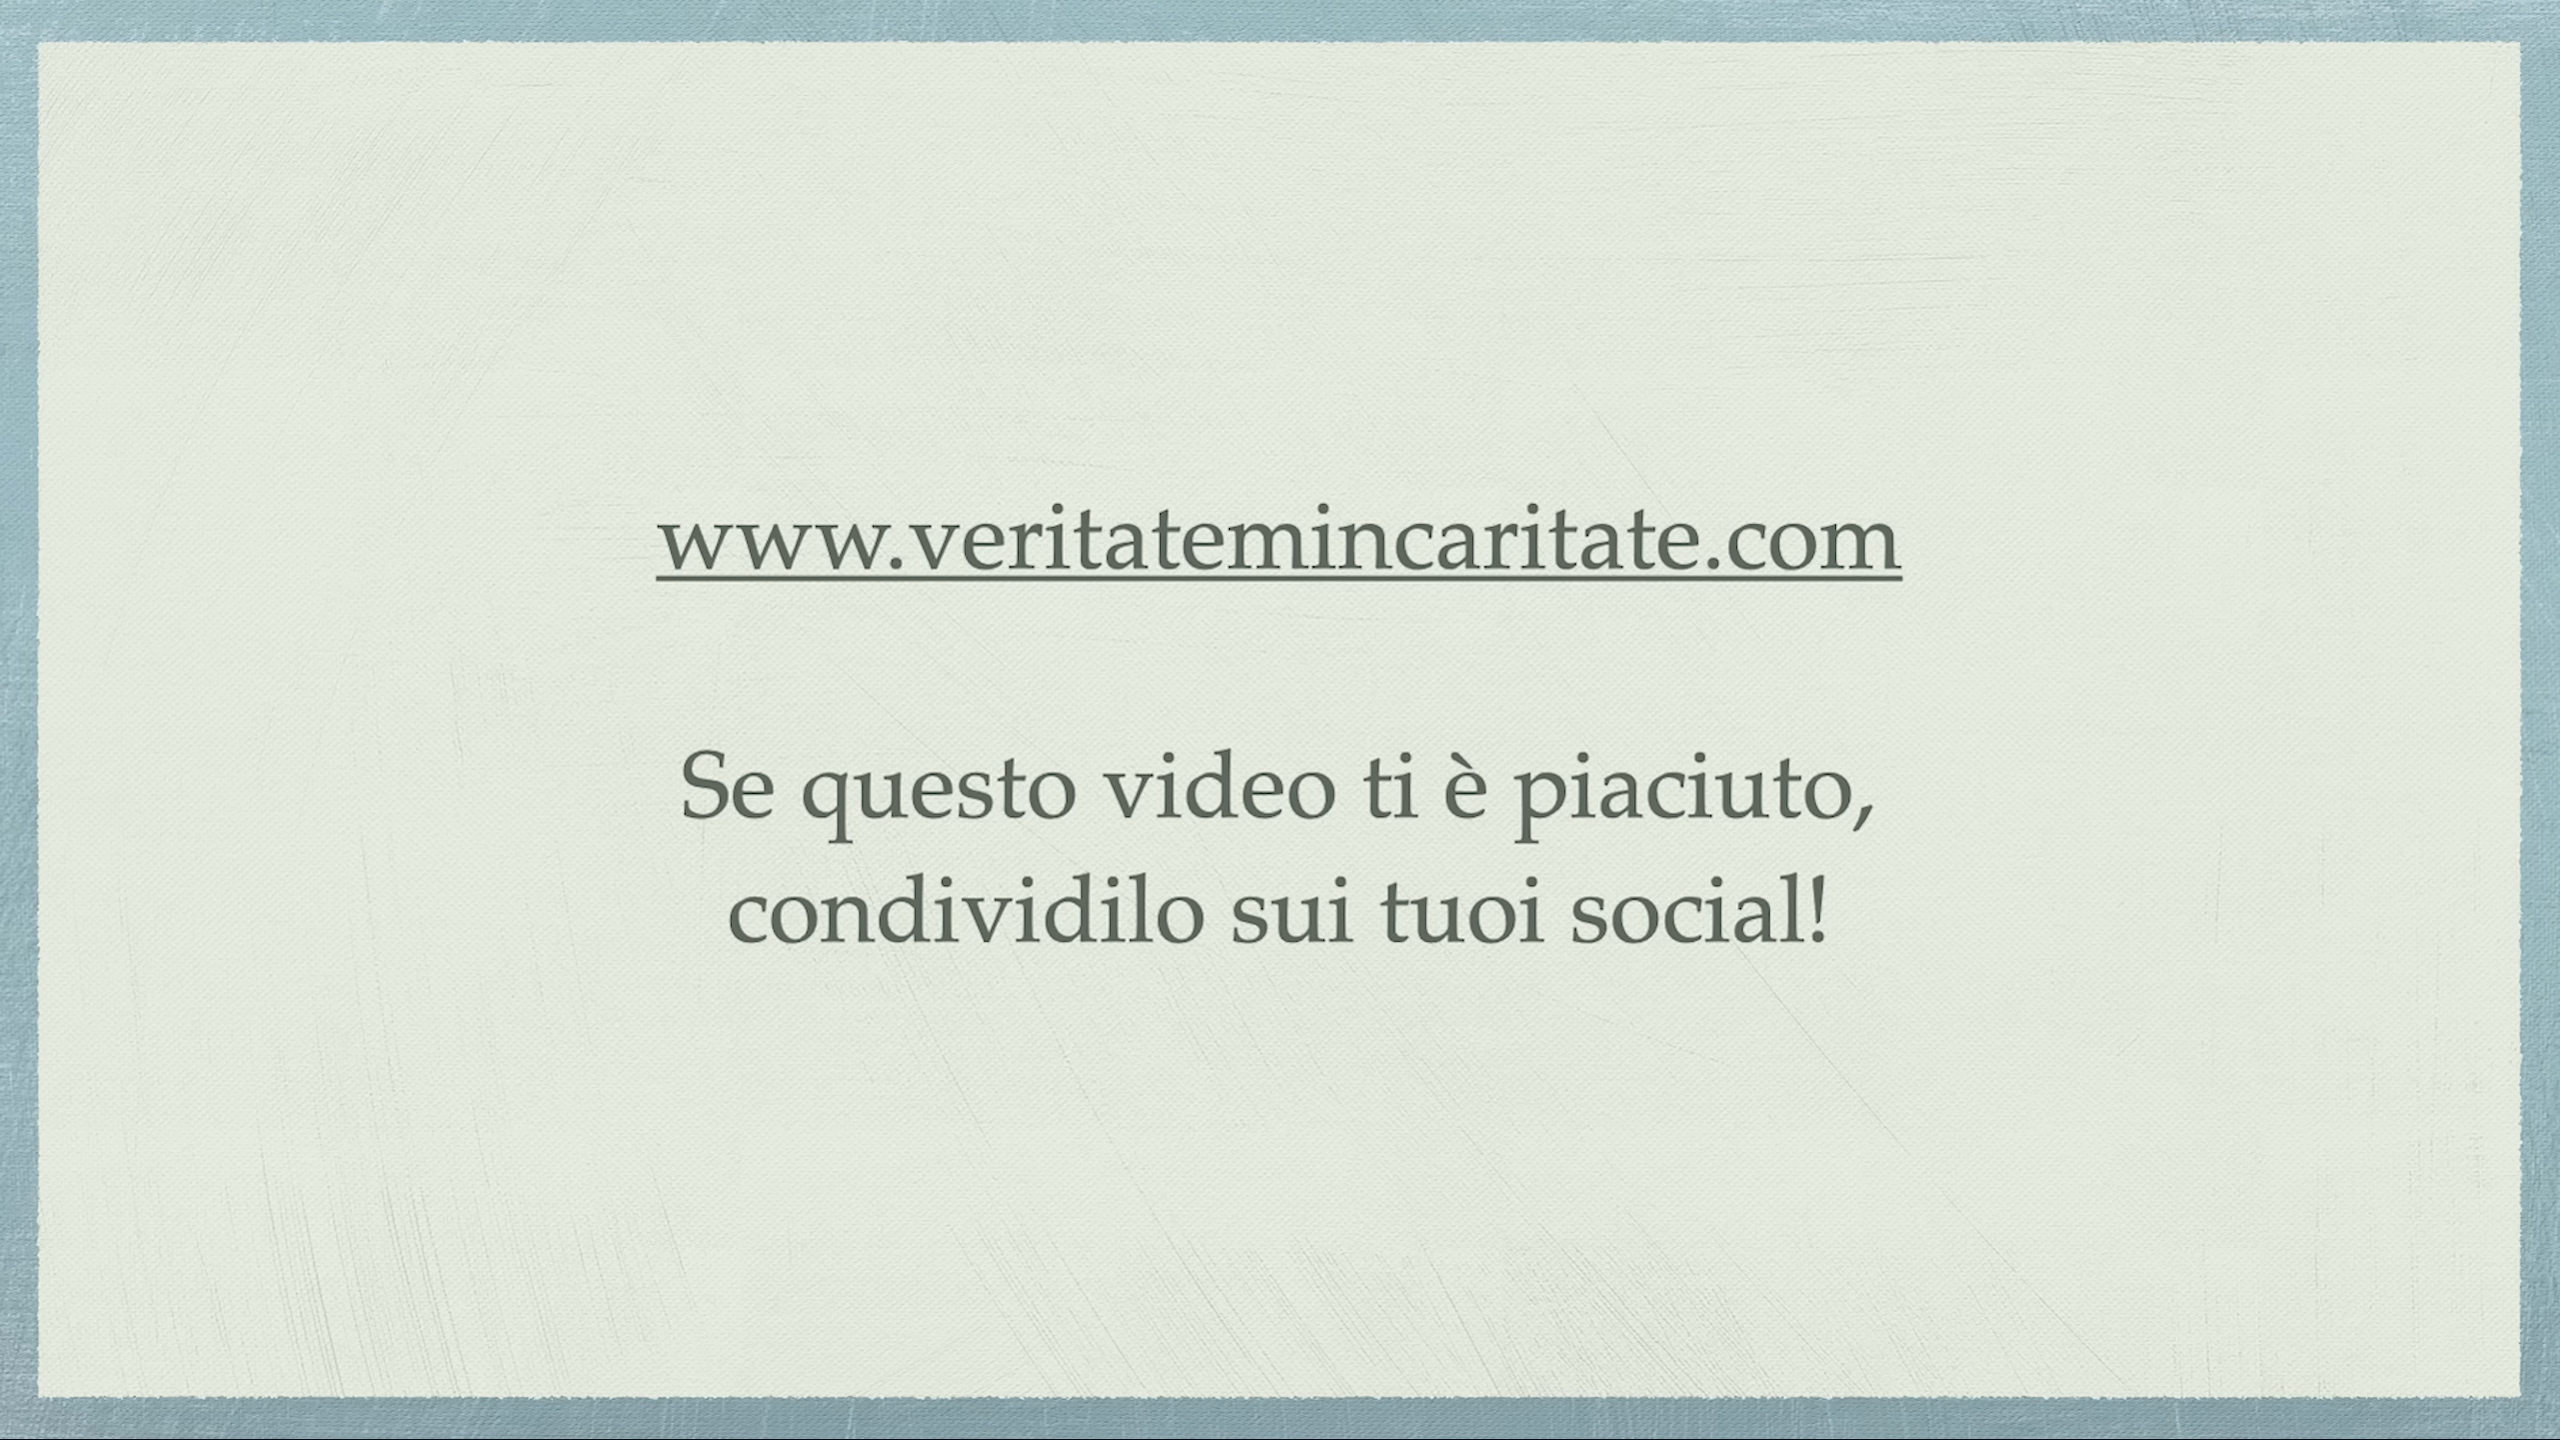 www.veritatemincaritate.com
Se questo video ti è piaciuto,
condividilo sui tuoi social!